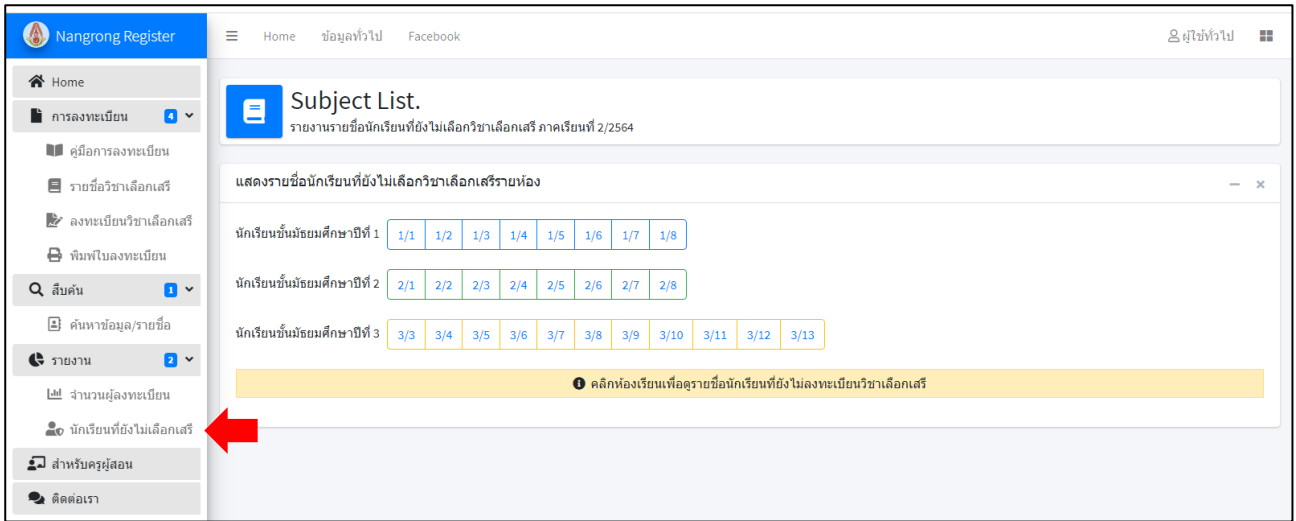 Nangrong Register
Home ข้อมูลทั่วไป Facebook
ผู้ใช้ทั่วไป
Home
การลงทะเบียน 4
คู่มือการลงทะเบียน
รายชื่อวิชาเลือกเสรี
ลงทะเบียนวิชาเลือกเสรี
พิมพ์ใบลงทะเบียน
สืบค้น 1
ค้นหาข้อมูล/รายชื่อ
รายงาน 2
จำนวนผู้ลงทะเบียน
นักเรียนที่ยังไม่เลือกเสรี
สำหรับครูผู้สอน
ติดต่อเรา
Subject List.
รายงานรายชื่อนักเรียนที่ยังไม่เลือกวิชาเลือกเสรี ภาคเรียนที่ 2/2564
แสดงรายชื่อนักเรียนที่ยังไม่เลือกวิชาเลือกเสรีรายห้อง
นักเรียนชั้นมัธยมศึกษาปีที่ 1 1/1 1/2 1/3 1/4 1/5 1/6 1/7 1/8
นักเรียนชั้นมัธยมศึกษาปีที่ 2 2/1 2/2 2/3 2/4 2/5 2/6 2/7 2/8
นักเรียนชั้นมัธยมศึกษาปีที่ 3 3/3 3/4 3/5 3/6 3/7 3/8 3/9 3/10 3/11 3/12 3/13
คลิกห้องเรียนเพื่อดูรายชื่อนักเรียนที่ยังไม่ลงทะเบียนวิชาเลือกเสรี